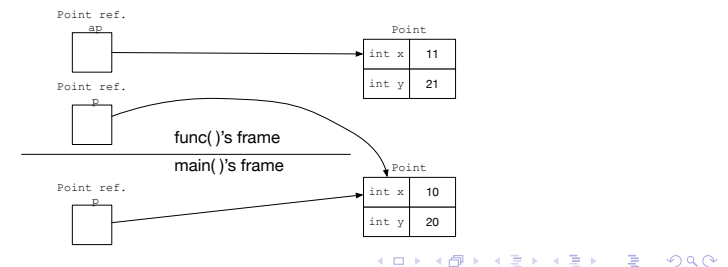 Point ref.
ap
Point
int x 11
int y 21
Point ref.
p
func( )'s frame
main( )'s frame
Point ref.
p
Point
int x 10
int y 20